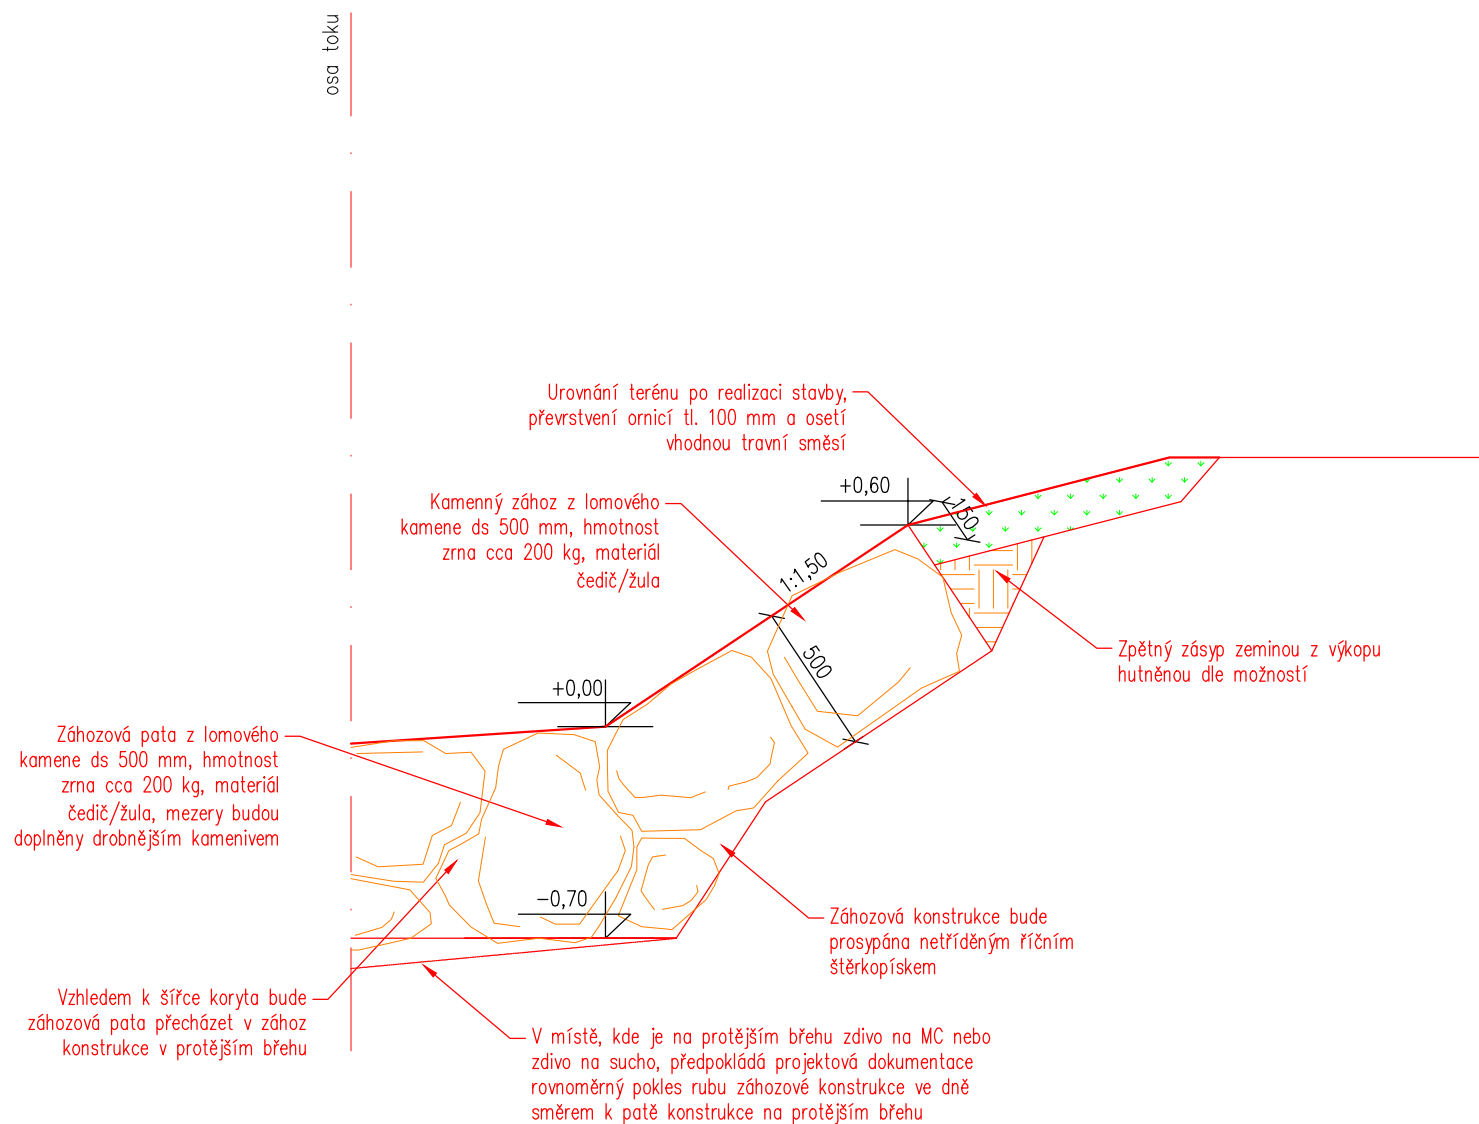 osa toku
Urovnání terénu po realizaci stavby,
převrstvení ornicí tl. 100 mm a osetí
vhodnou travní směsí
+0,60
150
Kamenný zához z lomového
kamene ds 500 mm, hmotnost
zrna cca 200 kg, materiál
čedič/žula
1:1,50
500
Zpětný zásyp zeminou z výkopu
hutněnou dle možností
+0,00
Záhozová pata z lomového
kamene ds 500 mm, hmotnost
zrna cca 200 kg, materiál
čedič/žula, mezery budou
doplněny drobnějším kamenivem
-0,70
Záhozová konstrukce bude
prosypána netříděným říčním
štěrkopískem
Vzhledem k šířce koryta bude
záhozová pata přecházet v zához
konstrukce v protějším břehu
V místě, kde je na protějším břehu zdivo na MC nebo
zdivo na sucho, předpokládá projektová dokumentace
rovnoměrný pokles rubu záhozové konstrukce ve dně
směrem k patě konstrukce na protějším břehu